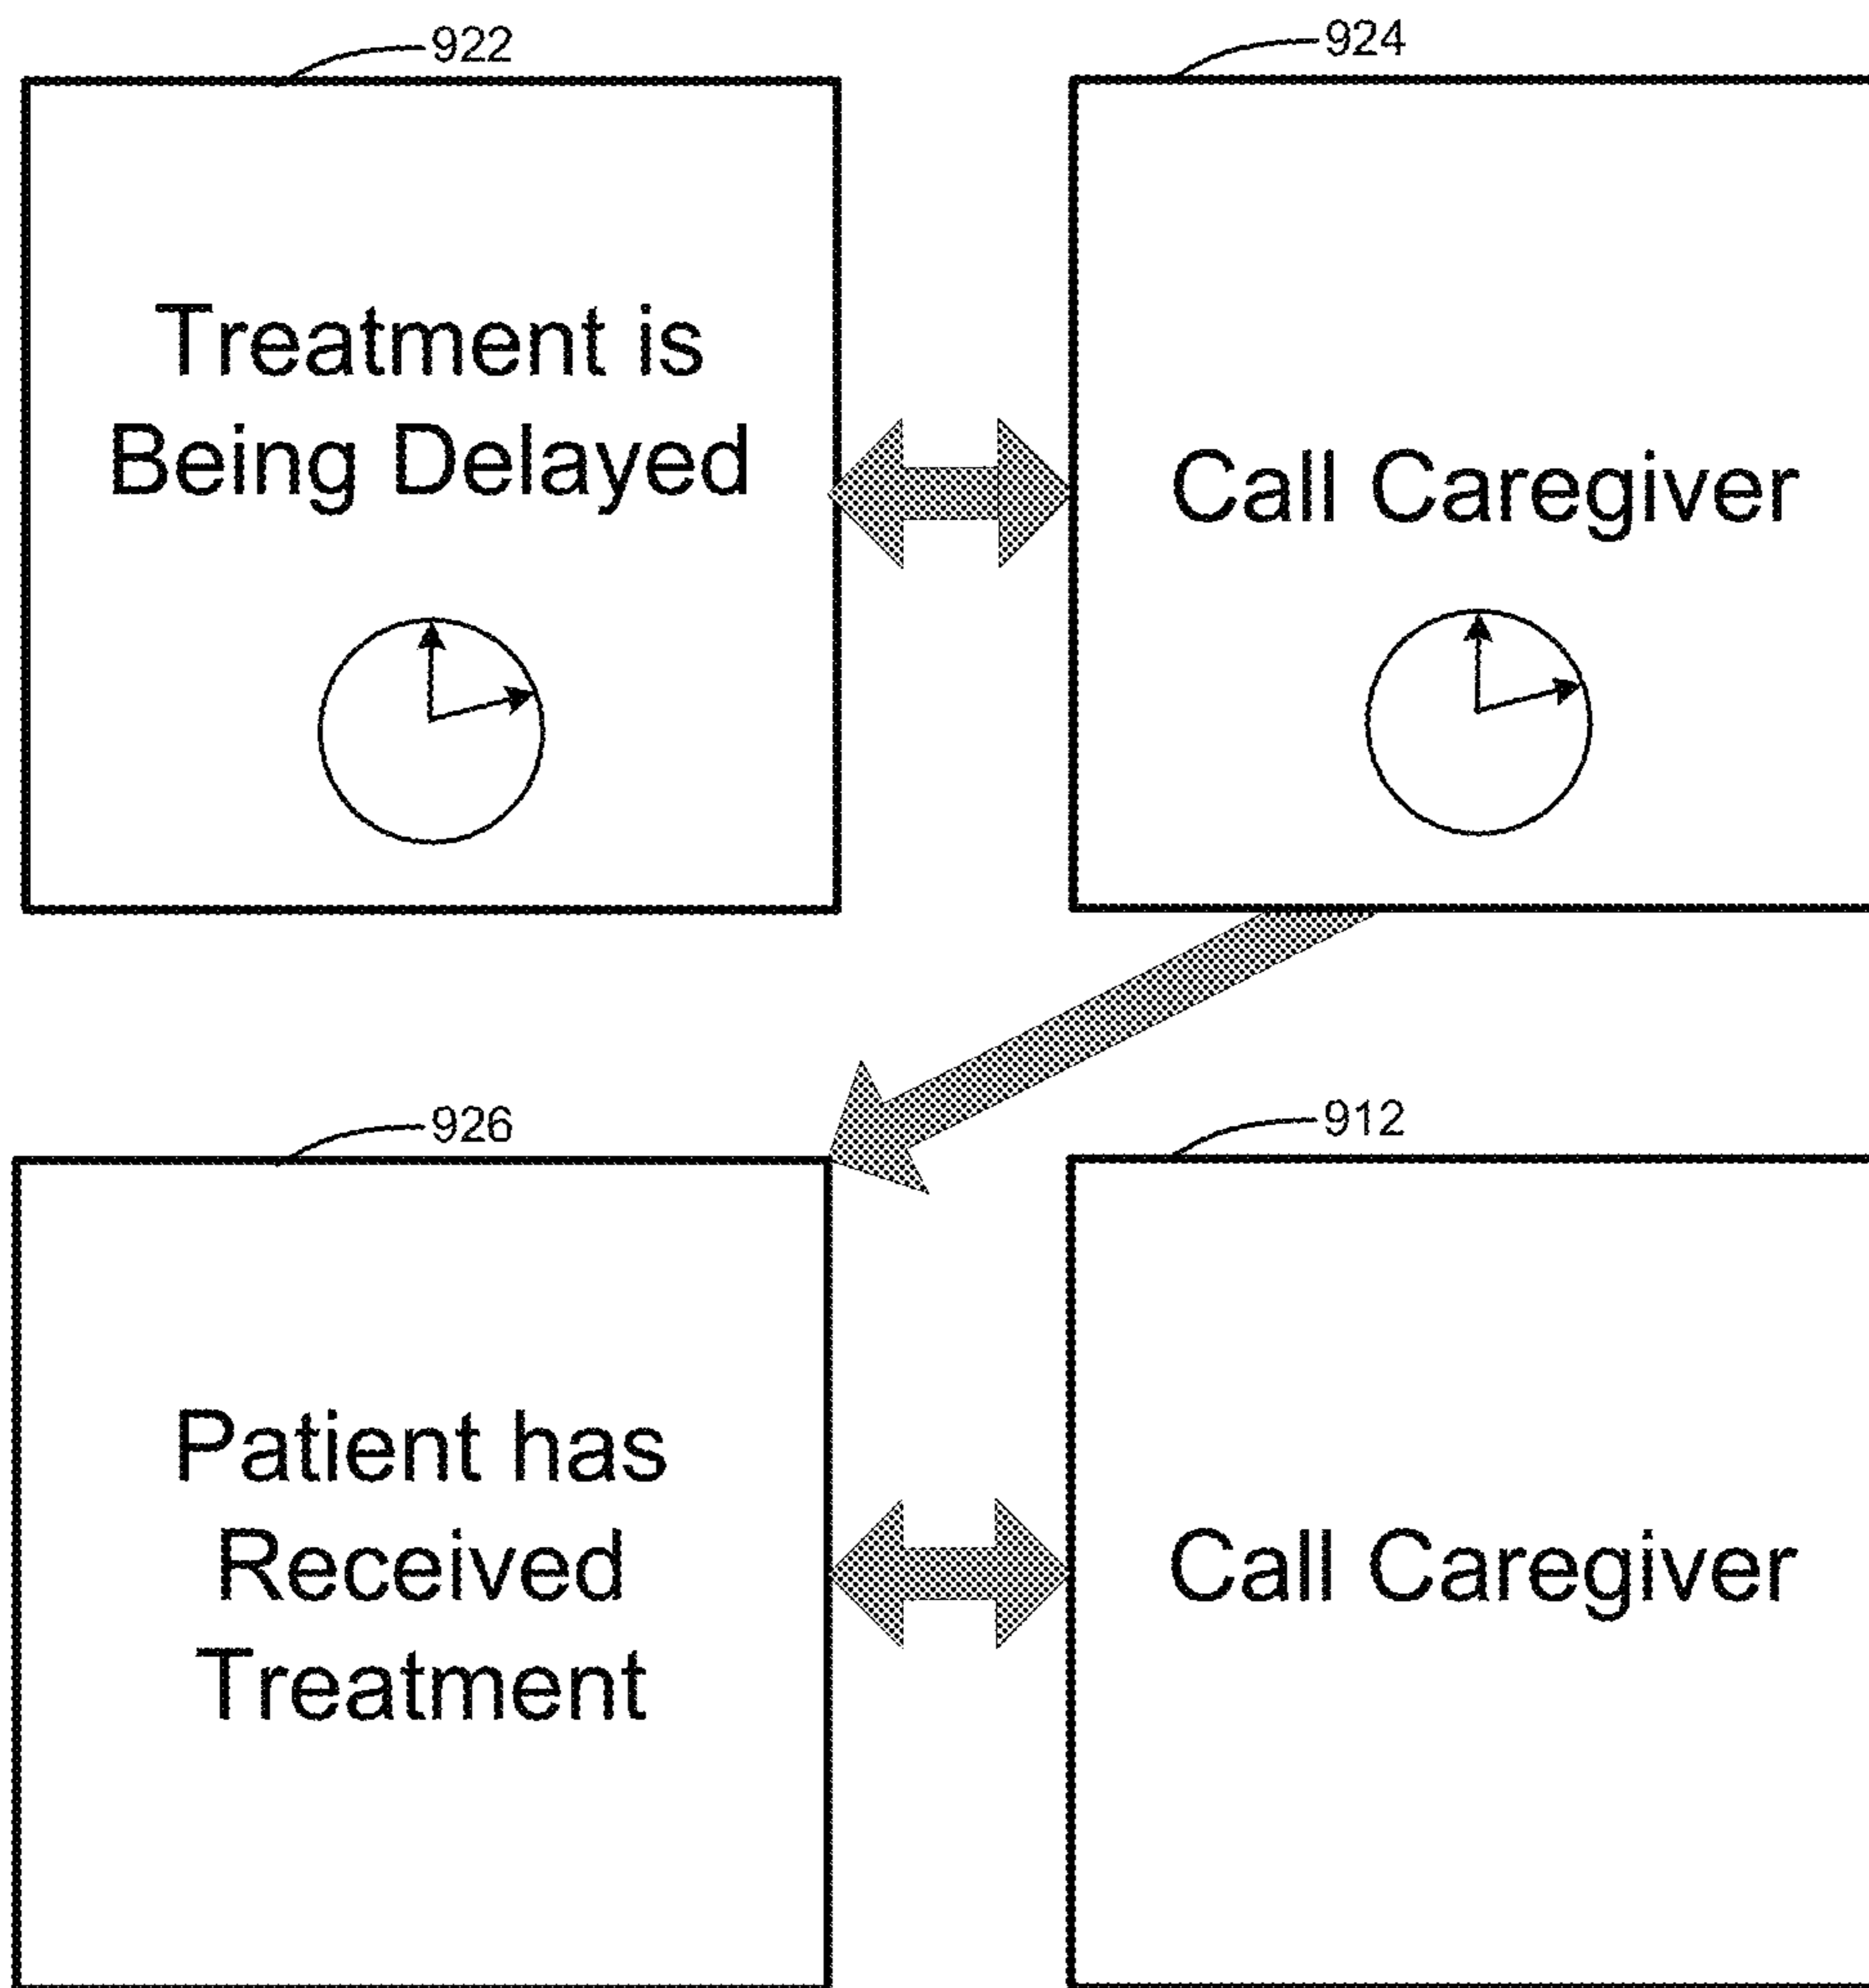 922
924
Treatment is
Being Delayed
Call Caregiver
926
912
Patient has
Received
Treatment
Call Caregiver